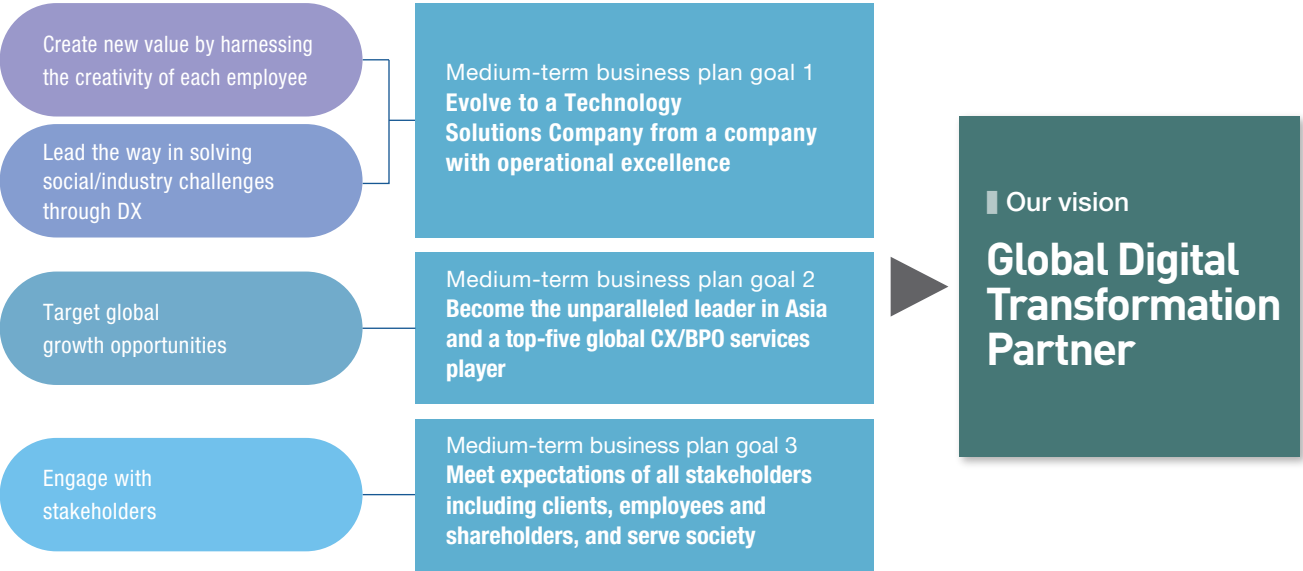 Create new value by harnessing
the creativity of each employee
Lead the way in solving
social/industry challenges
through DX
Medium-term business plan goal 1
Evolve to a Technology
Solutions Company from a company
with operational excellence
Target global
growth opportunities
Medium-term business plan goal 2
Become the unparalleled leader in Asia
and a top-five global CX/BPO services
player
Engage with
stakeholders
Medium-term business plan goal 3
Meet expectations of all stakeholders
including clients, employees and
shareholders, and serve society
Our vision
Global Digital
Transformation
Partner